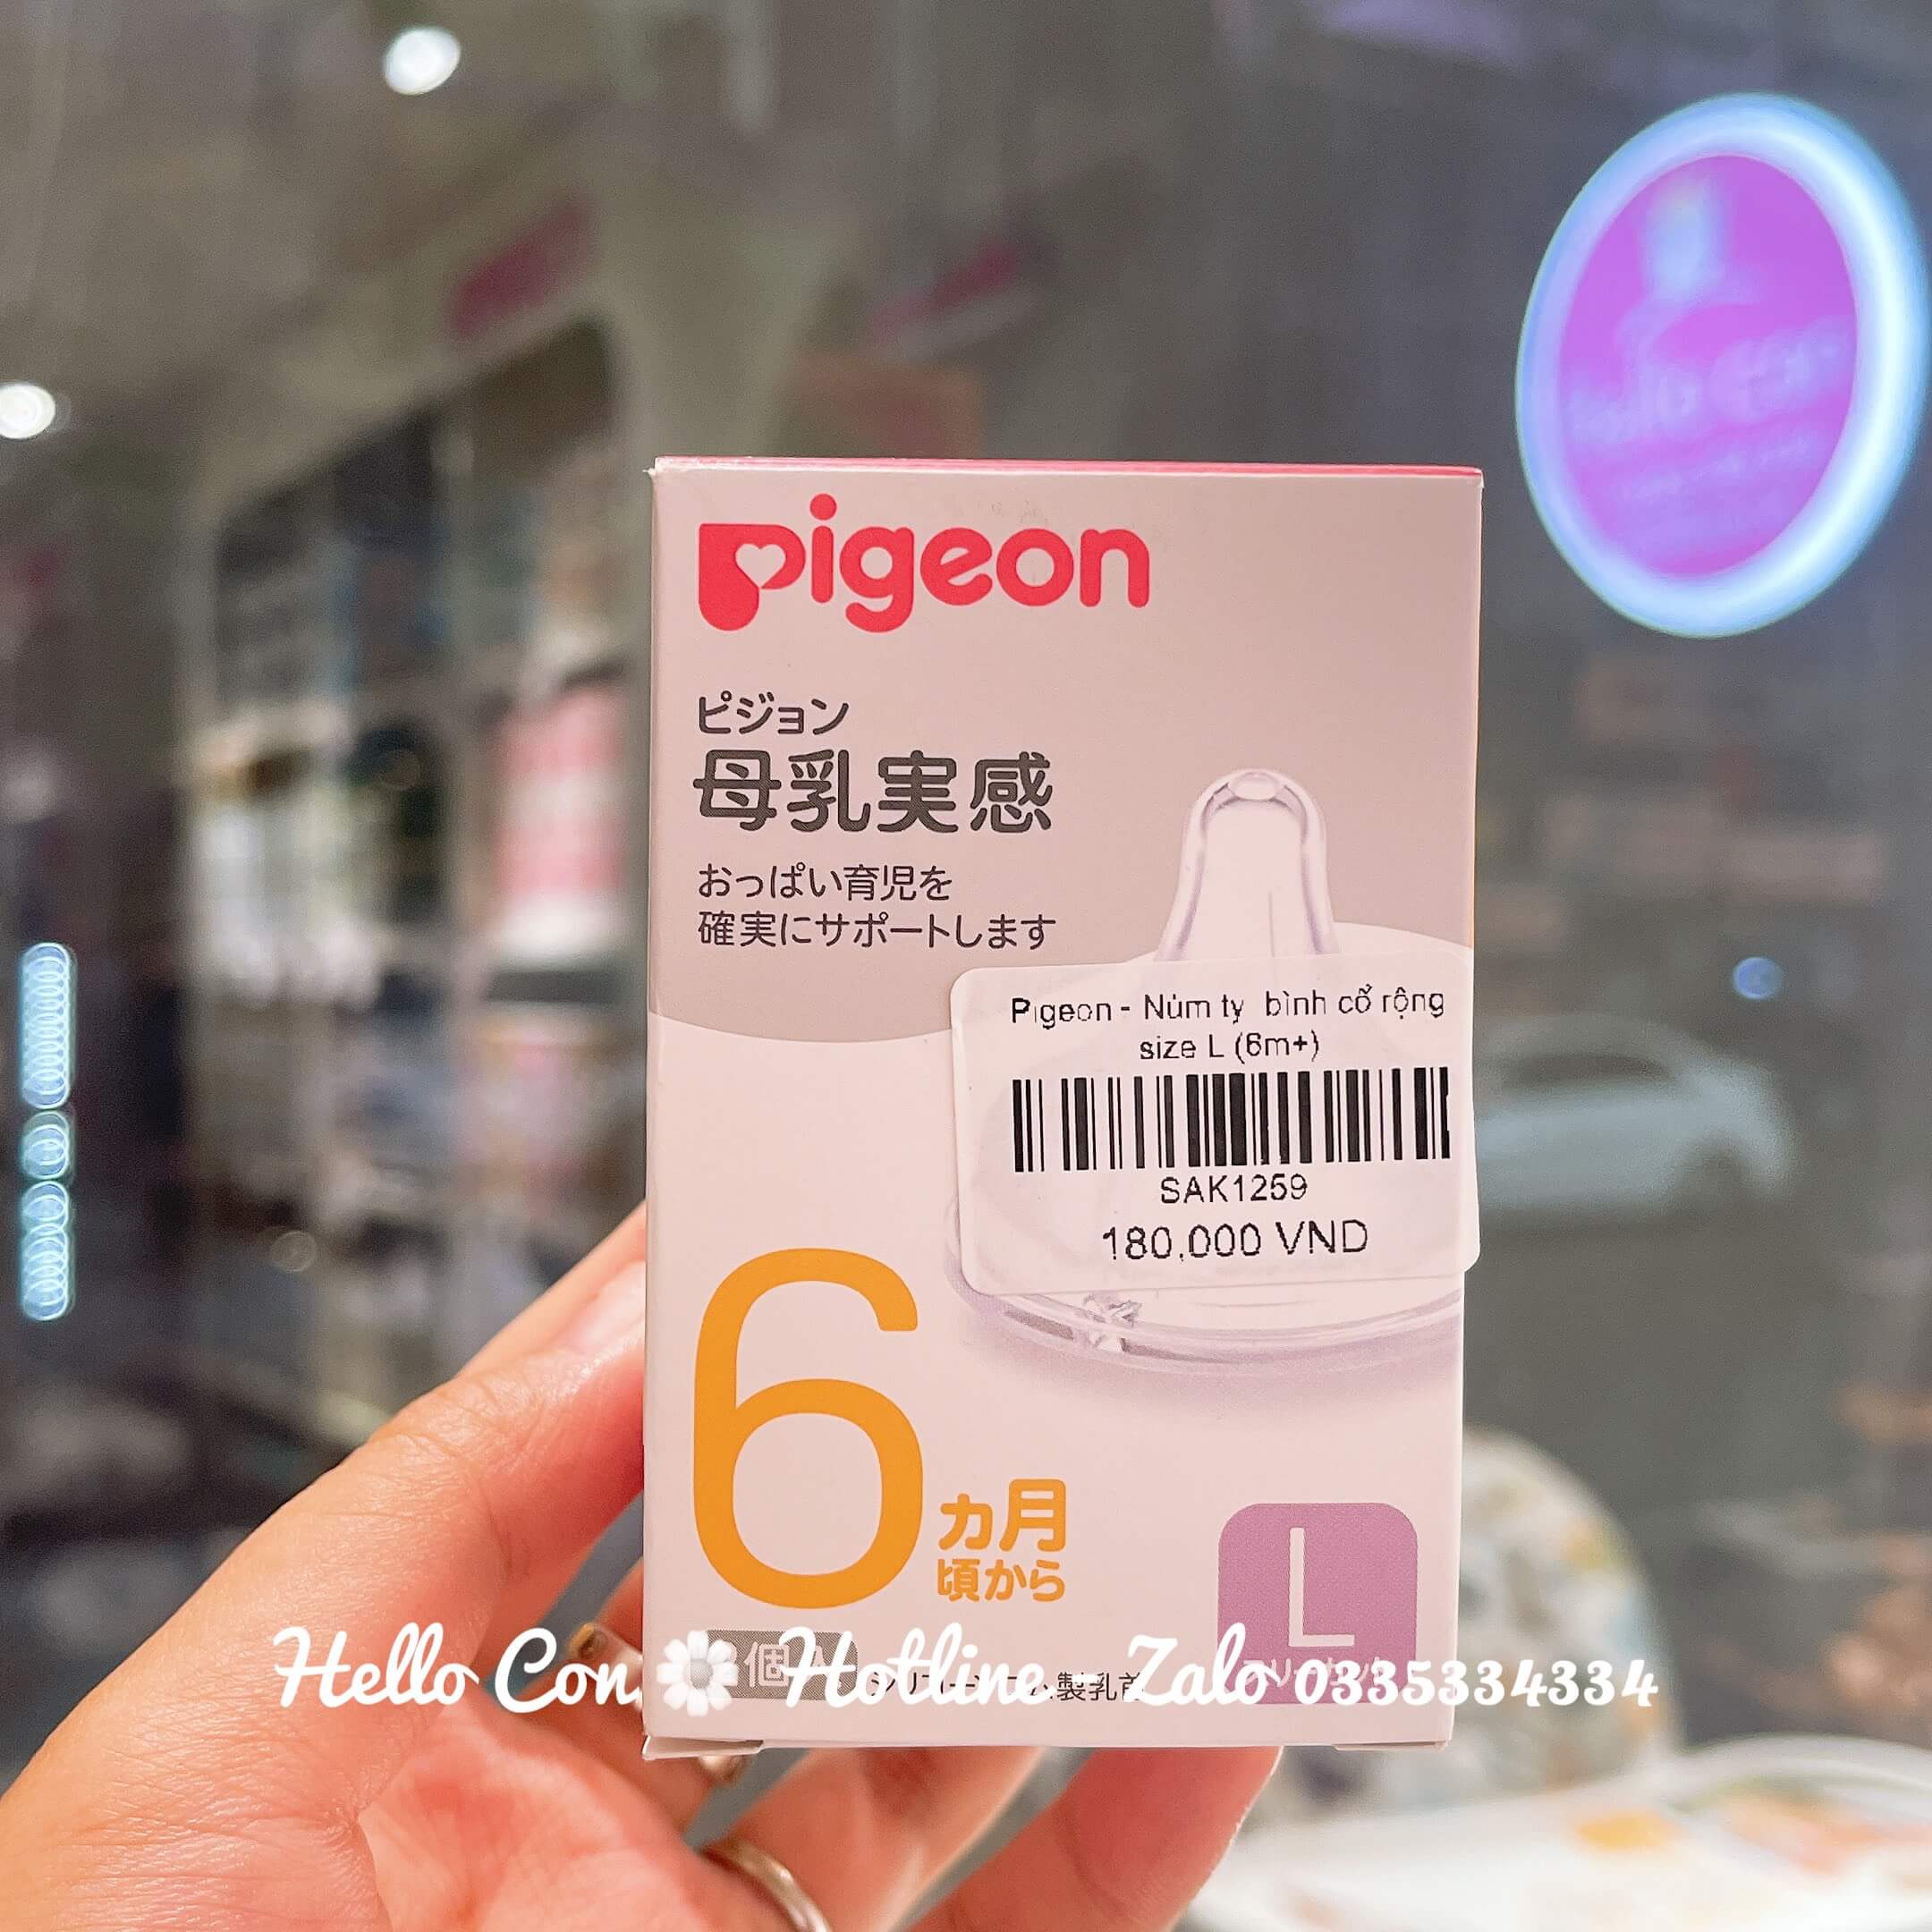 pigeon
ピジョン
母乳実感
おっぱい育児を
確実にサポートします
Pigeon - Núm ty bình cổ rộng
size L (6m+)
SAK1259
180,000 VND
6ヵ月
頃から
L
Hello Con Hotline Zalo 0335334334